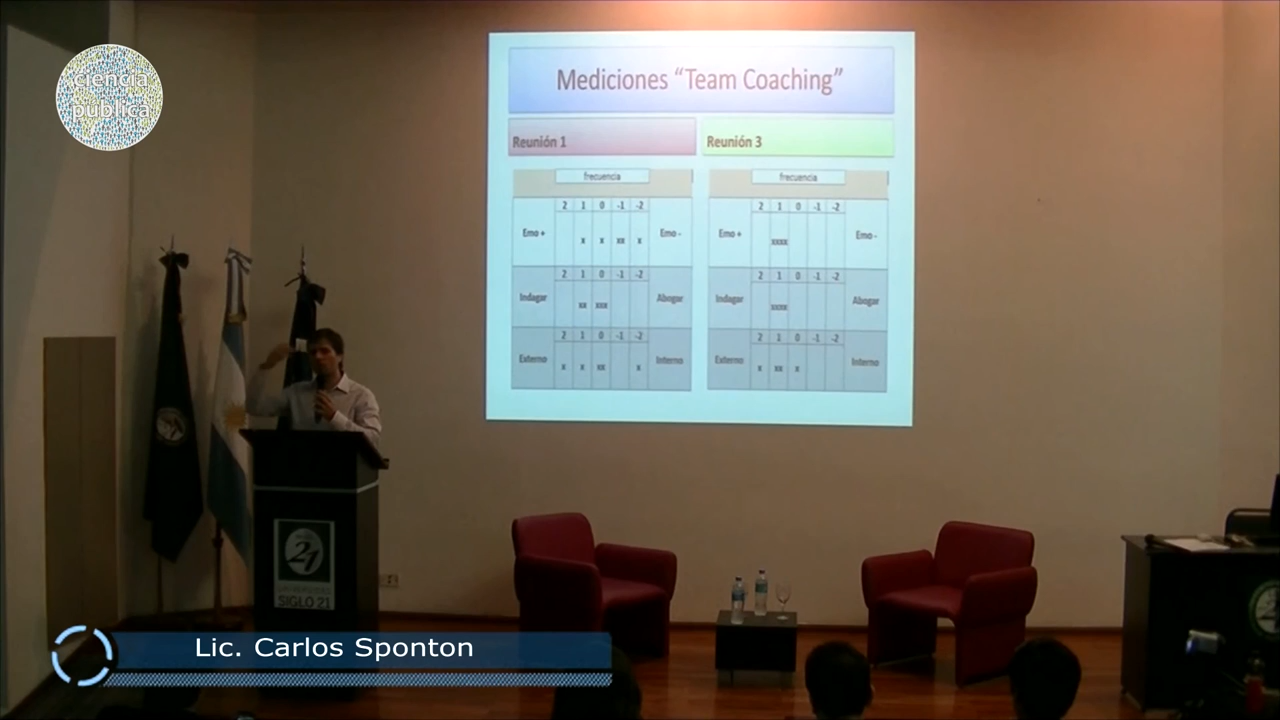 ciencia
pública
Mediciones “Team Coaching”
Reunión 1
Reunión 3
frecuencia
2 1 0 -1 -2
Emo + x x xx x Emo -
2 1 0 -1 -2
Indagar xx xxx Abogar
2 1 0 -1 -2
Externo x x xx x Interno
frecuencia
2 1 0 -1 -2
Emo + xxxx Emo -
2 1 0 -1 -2
Indagar xxxx Abogar
2 1 0 -1 -2
Externo x xx x Interno
21
SIGLO 21
Lic. Carlos Sponton